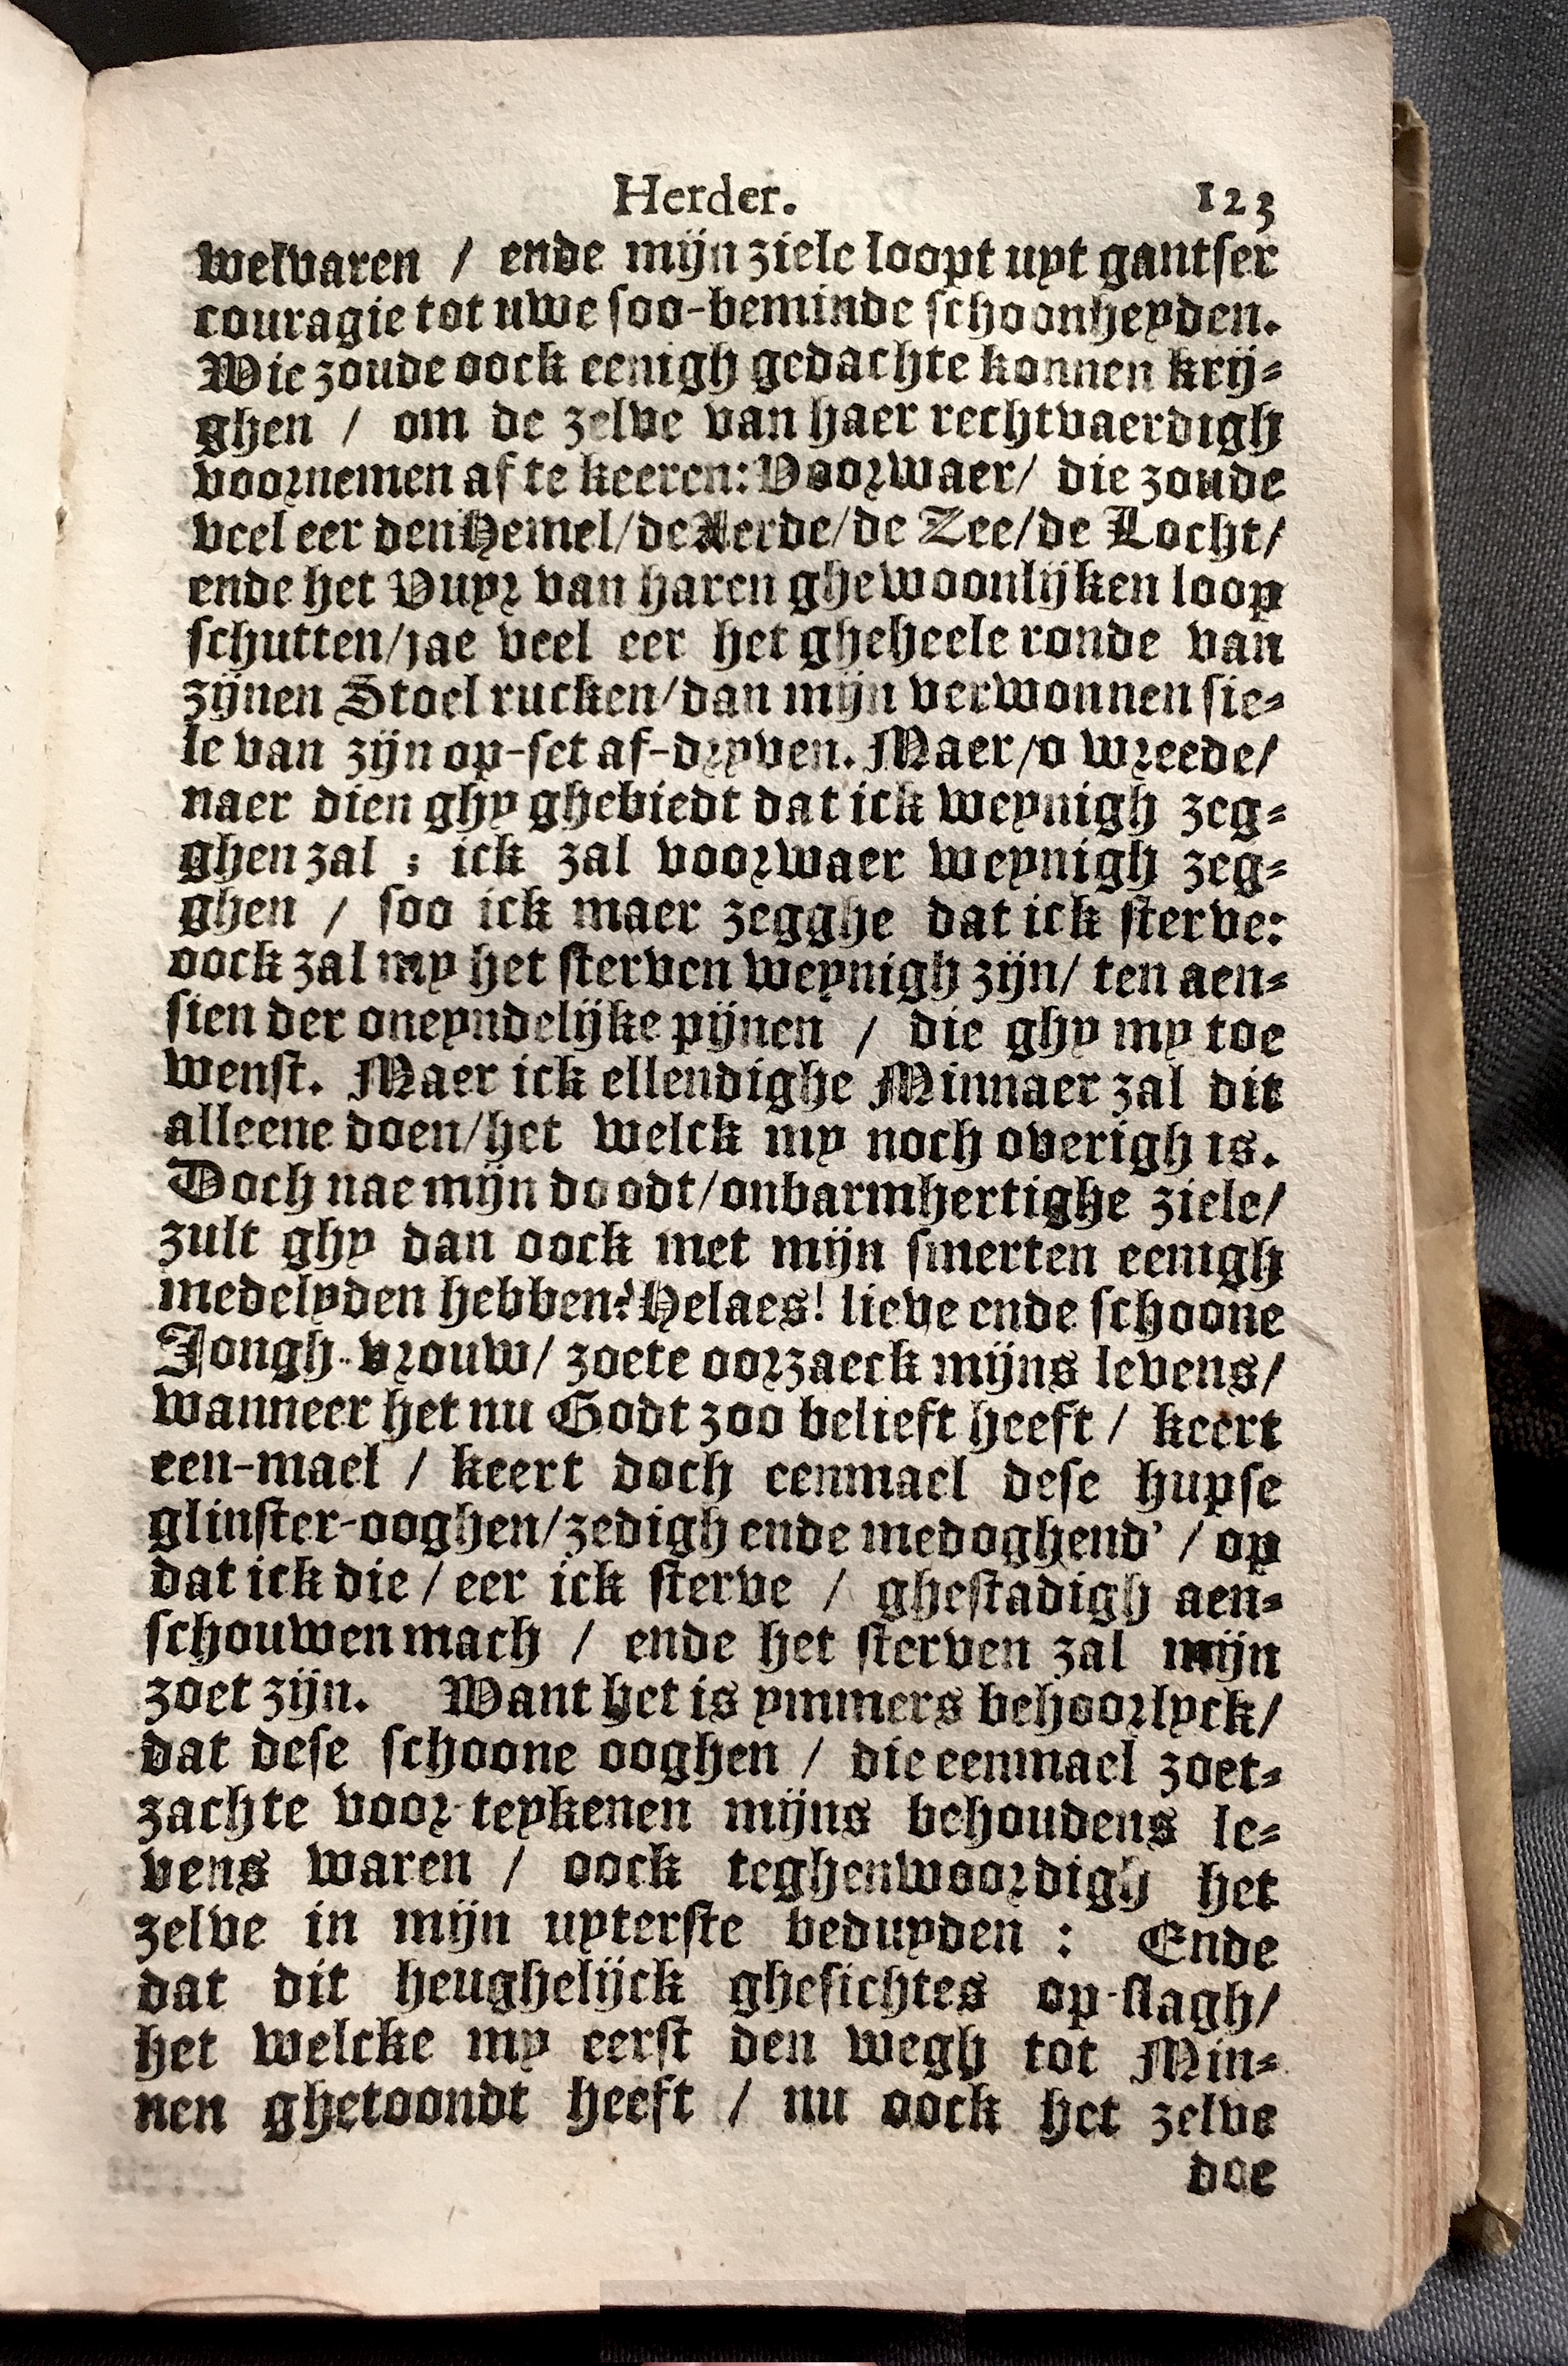 Herder. 123
welvaren / ende mijn ziele loopt uyt gantser
couragie tot uwe soo-beminde schoonheyden.
Wie zoude oock eenigh gedachte konnen krij-
ghen / om de zelve van haer rechtvaerdigh
voornemen af te keeren: Voorwaer/ die zoude
veel eer den Hemel/de Aerde/de Zee/de Locht/
ende het Vuyr van haren ghewoonlijken loop
schutten/jae veel eer het gheheele ronde van
zijnen Stoel rucken/dan mijn verwonnen sie-
le van zijn op-set af-dryven. Maer/o wreede/
naer dien ghy ghebiedt dat ick weynigh zeg-
ghen zal ; ick zal voorwaer weynigh zeg-
ghen / soo ick maer zegghe dat ick sterve:
oock zal my het sterven weynigh zijn/ ten aen-
sien der oneyndelijke pijnen / die ghy my toe
wenst. Maer ick ellendighe Minnaer zal dit
alleene doen/het welck my noch overigh is.
Doch nae mijn doodt/onbarmhertighe ziele/
zult ghy dan oock met mijn smerten eenigh
medelyden hebben? Helaes! lieve ende schoone
Jongh-vrouw/ zoete oorzaeck mijns levens/
wanneer het nu Godt zoo belieft heeft / keert
een-mael / keert doch eenmael dese hupse
glinster-ooghen/zedigh ende medoghend' / op
dat ick die / eer ick sterve / ghestadigh aen-
schouwen mach / ende het sterven zal mijn
zoet zijn. Want het is ymmers behoorlyck/
dat dese schoone ooghen / die eenmael zoet-
zachte voor-teykenen mijns behoudens le-
vens waren / oock teghenwoordigh het
zelve in mijn uyterste beduyden : Ende
dat dit heughelijck ghesichtes op-slagh/
het welcke my eerst den wegh tot Min-
nen ghetoondt heeft / nu oock het zelve
doe